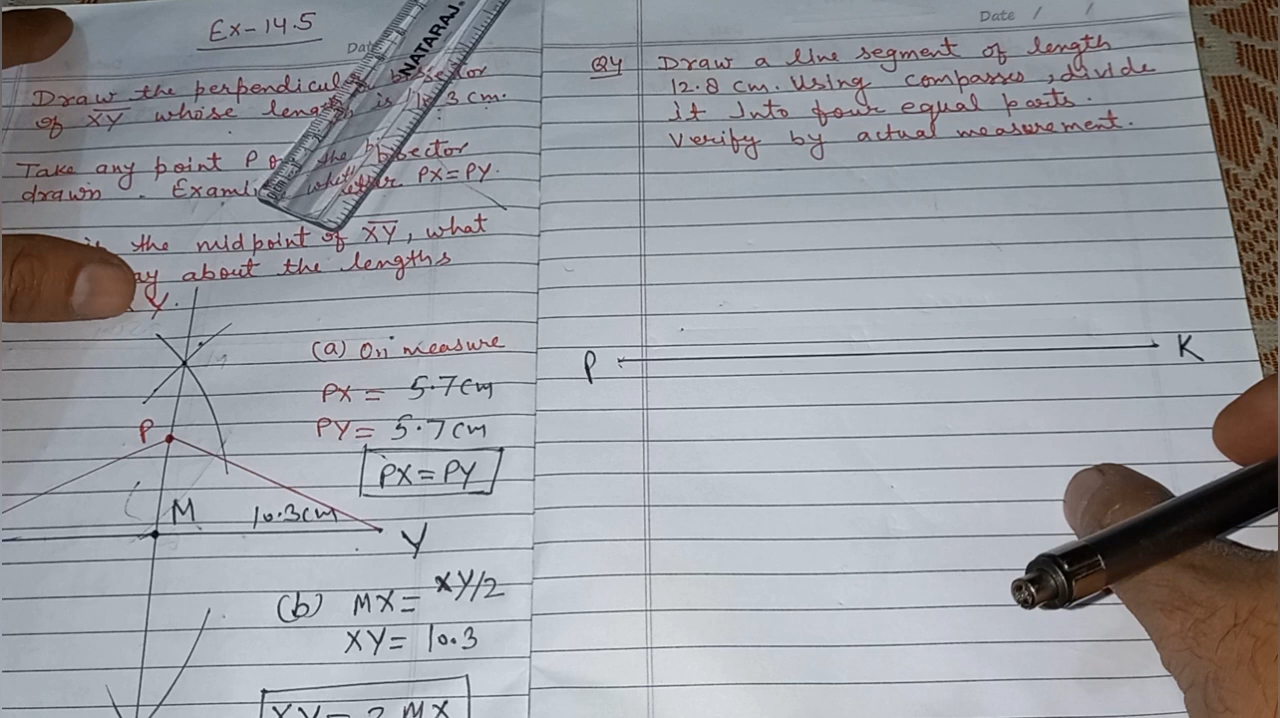 Ex-14.5
Date
NATARAJ
Draw the perpendicular bisector
of XY whose length is 10.3 cm.
Take any point P on the bisector
drawn. Examine whether PX=PY.
the midpoint of XY, what
ay about the lengths
Y.
(a) On measure
PX = 5.7cm
PY= 5.7cm
PX=PY
P
M
10.3cm
Y
(b) MX= XY/2
XY= 10.3
XY=2 MX
Date / /
Q4 Draw a line segment of length
12.8 cm. Using compasses, divide
it Into four equal parts.
Verify by actual measurement.
P
K